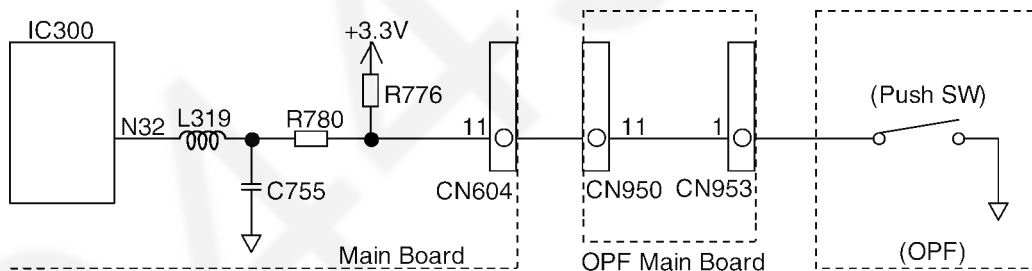 IC300
+3.3V
R776
(Push SW)
N32
L319
R780
11
11
1
C755
CN604
CN950
CN953
Main Board
OPF Main Board
(OPF)